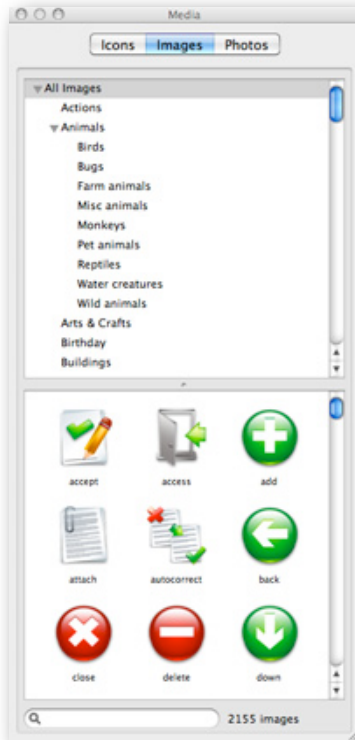 Media
Icons Images Photos
All Images
Actions
Animals
Birds
Bugs
Farm animals
Misc animals
Monkeys
Pet animals
Reptiles
Water creatures
Wild animals
Arts & Crafts
Birthday
Buildings
accept access add
attach autocorrect back
close delete down
2155 images